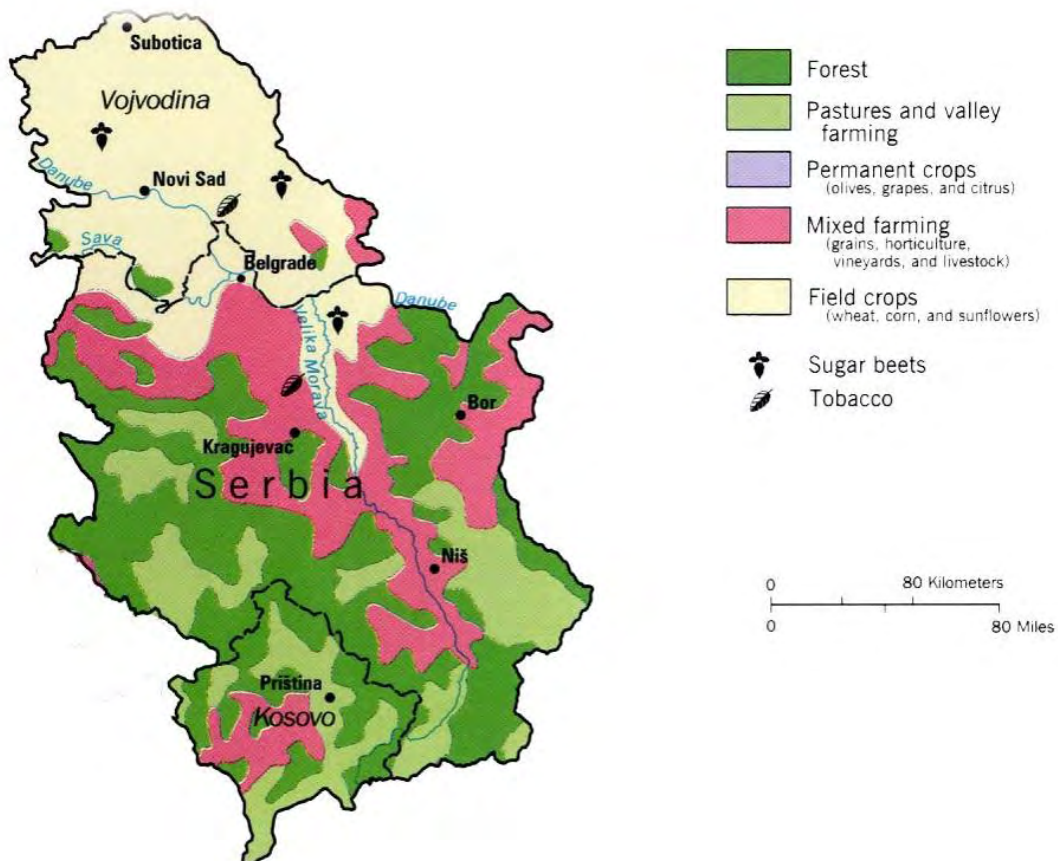 Subotica
Vojvodina
Danube
Novi Sad
Sava
Belgrade
Danube
Velika Morava
Bor
Kragujevac
Serbia
Niš
Priština
Kosovo
Forest
Pastures and valley
farming
Permanent crops
(olives, grapes, and citrus)
Mixed farming
(grains, horticulture,
vineyards, and livestock)
Field crops
(wheat, corn, and sunflowers)
Sugar beets
Tobacco
0 80 Kilometers
0 80 Miles